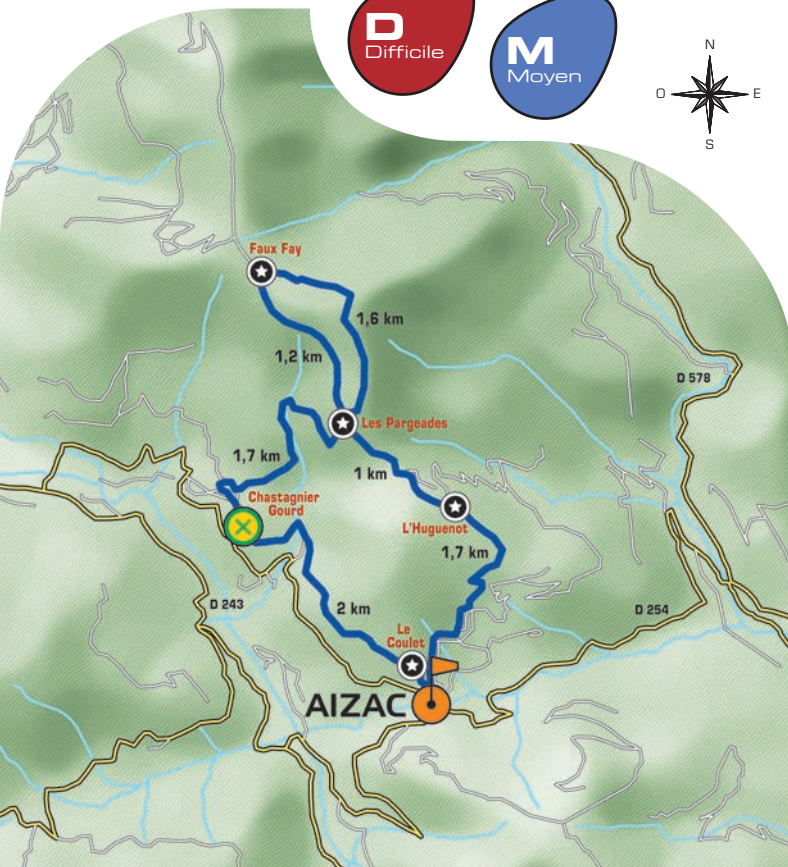 D
Difficile
M
Moyen
N
O
E
S
Faux Fay
1,6 km
1,2 km
D 578
Les Pargeades
1,7 km
1 km
Chastagnier
Gourd
L'Huguenot
1,7 km
D 243
2 km
D 254
Le
Coulet
AIZAC